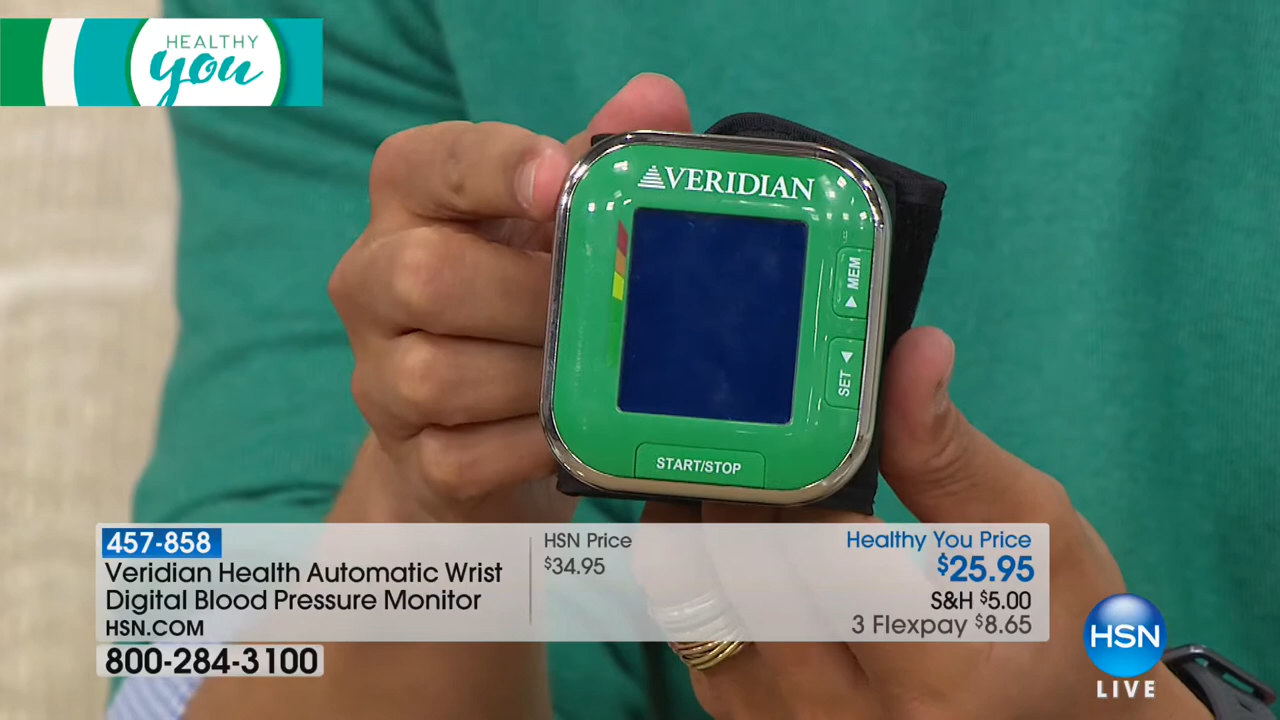 HEALTHY
you
VERIDIAN
MEM
SET
START/STOP
457-858
Veridian Health Automatic Wrist
Digital Blood Pressure Monitor
HSN.COM
800-284-3100
HSN Price
$34.95
Healthy You Price
$25.95
S&H $5.00
3 Flexpay $8.65
HSN
LIVE